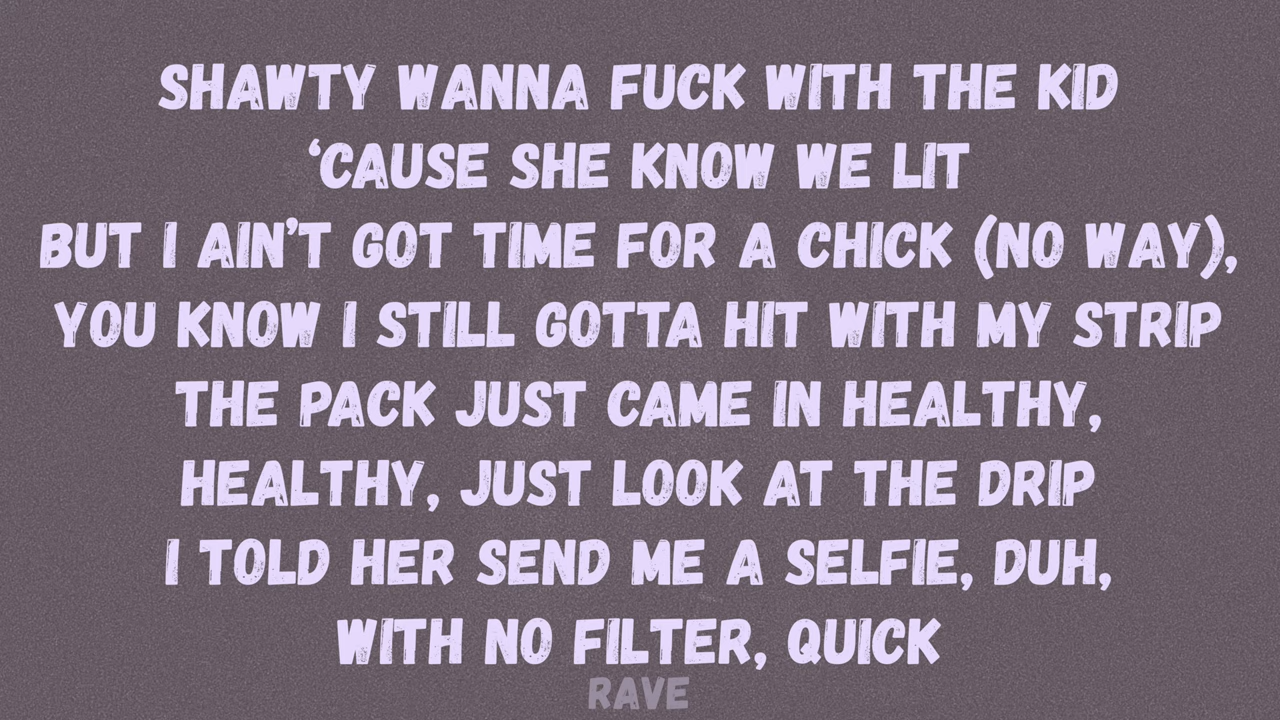 SHAWTY WANNA FUCK WITH THE KID
‘CAUSE SHE KNOW WE LIT
BUT I AIN’T GOT TIME FOR A CHICK (NO WAY),
YOU KNOW I STILL GOTTA HIT WITH MY STRIP
THE PACK JUST CAME IN HEALTHY,
HEALTHY, JUST LOOK AT THE DRIP
I TOLD HER SEND ME A SELFIE, DUH,
WITH NO FILTER, QUICK
RAVE